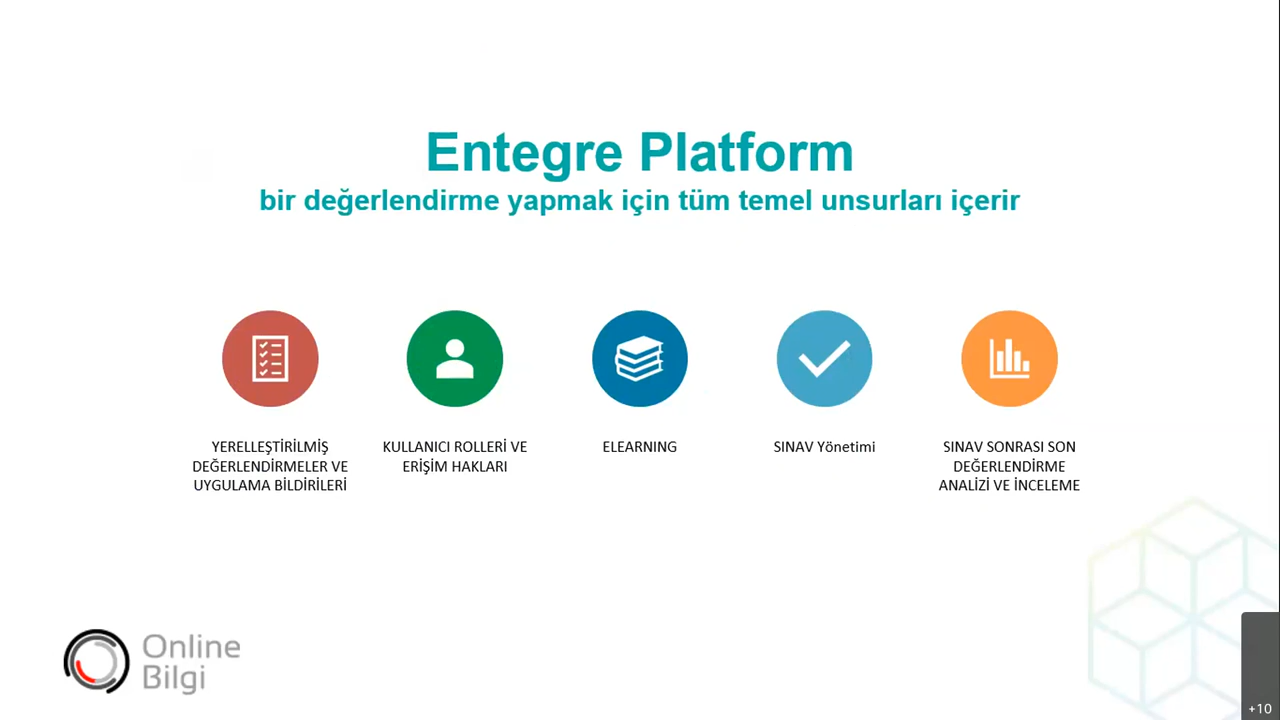 Entegre Platform
bir değerlendirme yapmak için tüm temel unsurları içerir
YERELLEŞTİRİLMİŞ
DEĞERLENDİRMELER VE
UYGULAMA BİLDİRİLERİ
KULLANICI ROLLERİ VE
ERİŞİM HAKLARI
ELEARNING
SINAV Yönetimi
SINAV SONRASI SON
DEĞERLENDİRME
ANALİZİ VE İNCELEME
Online
Bilgi
+10